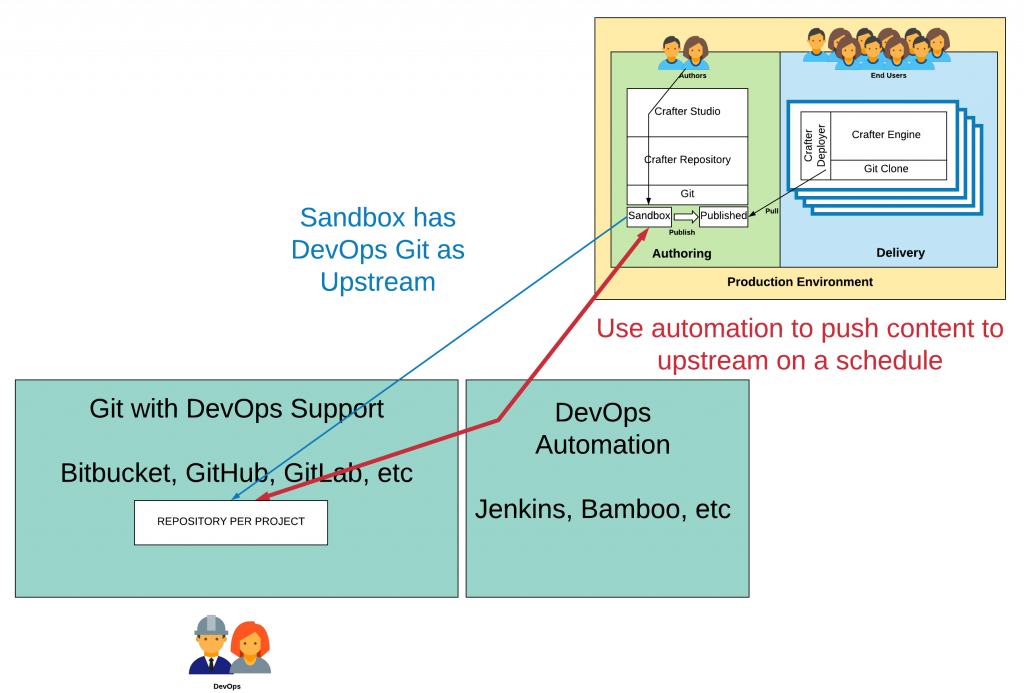 Authors
End Users
Crafter Studio
Crafter Repository
Git
Sandbox
Published
Publish
Authoring
Crafter
Deployer
Crafter Engine
Git Clone
Pull
Delivery
Production Environment
Sandbox has
DevOps Git as
Upstream
Use automation to push content to
upstream on a schedule
Git with DevOps Support
Bitbucket, GitHub, GitLab, etc
REPOSITORY PER PROJECT
DevOps
Automation
Jenkins, Bamboo, etc
DevOps